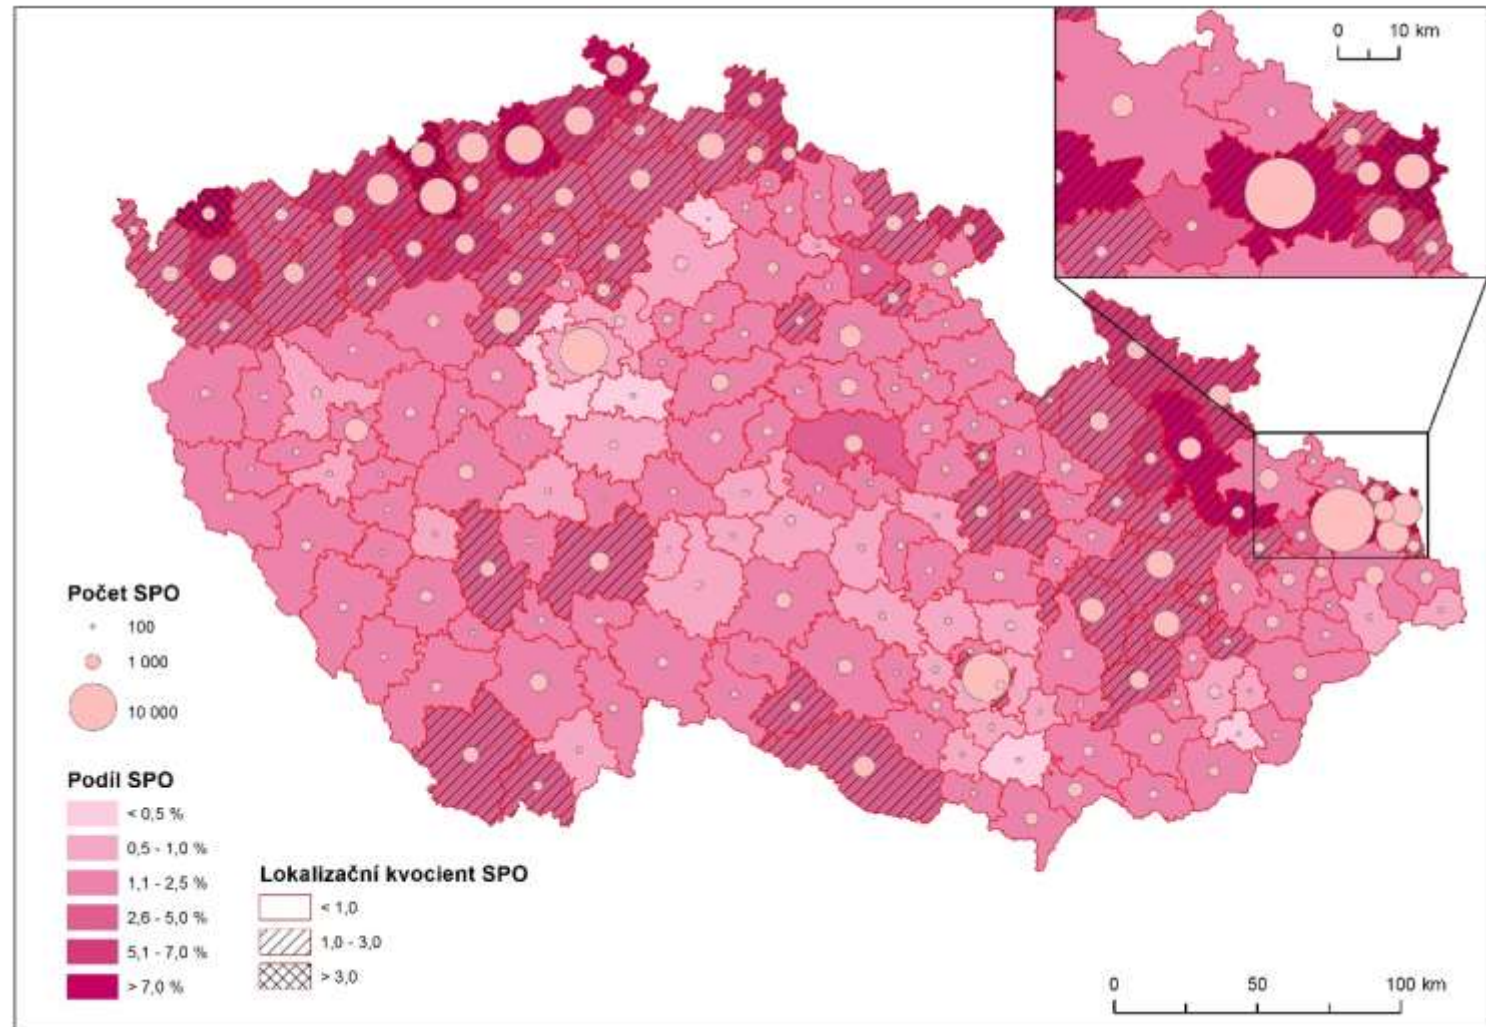 0 10 km
Počet SPO
100
1 000
10 000
Podíl SPO
< 0,5 %
0,5 - 1,0 %
1,1 - 2,5 %
2,6 - 5,0 %
5,1 - 7,0 %
> 7,0 %
Lokalizační kvocient SPO
< 1,0
1,0 - 3,0
> 3,0
0 50 100 km